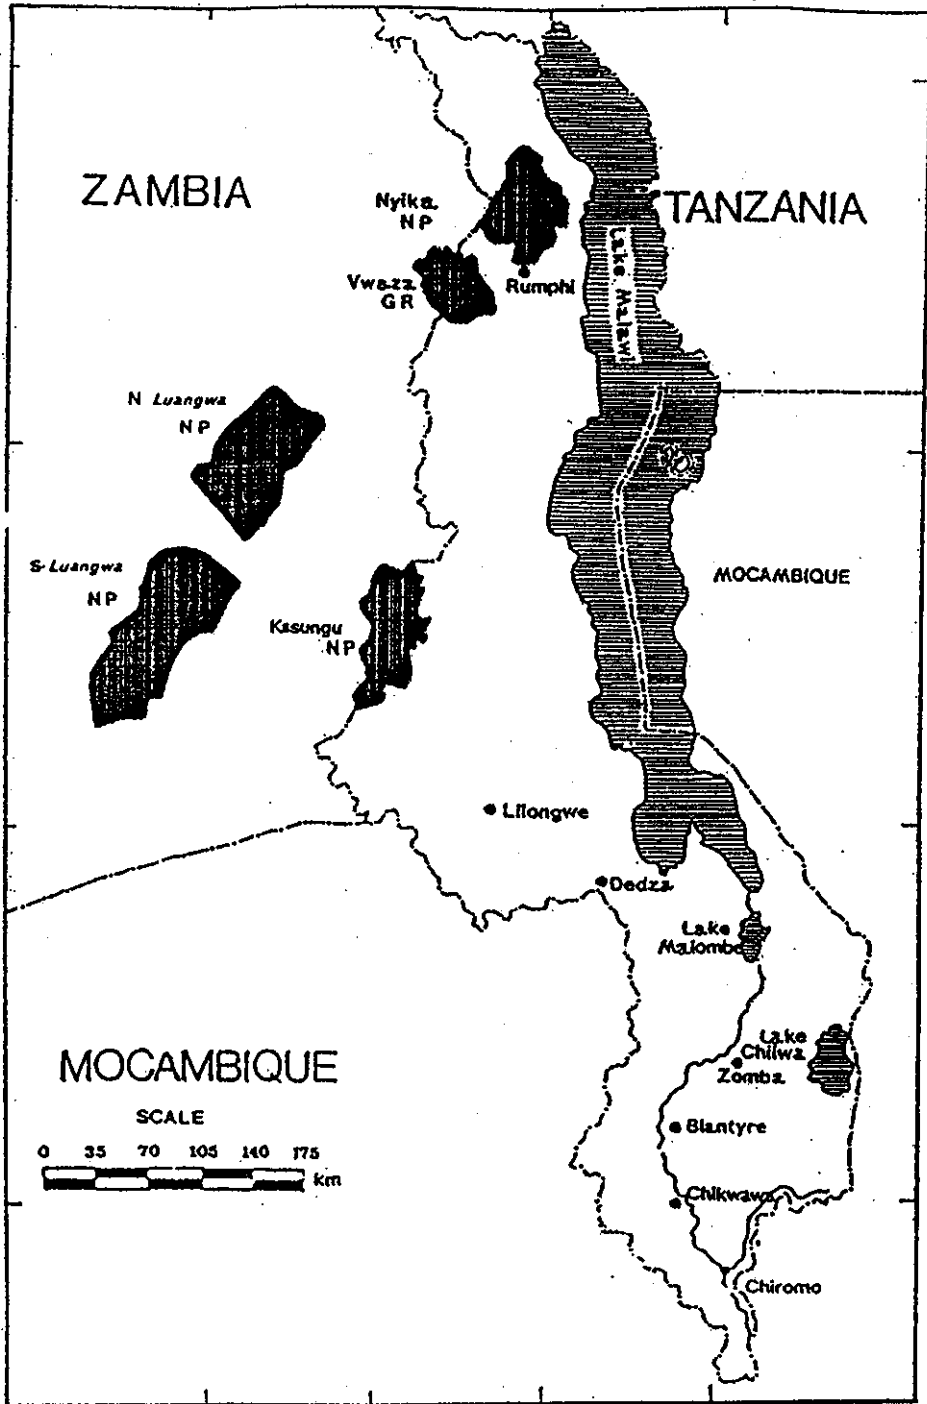 ZAMBIA
TANZANIA
Nyika
NP
Vwaza
GR
Rumphi
Lake Malawi
N Luangwa
NP
S Luangwa
NP
MOCAMBIQUE
Kasungu
NP
Lilongwe
Dedza
Lake
Malombe
Lake
Chilwa
Zomba
MOCAMBIQUE
SCALE
0 35 70 105 140 175
km
Blantyre
Chikwawa
Chiromo